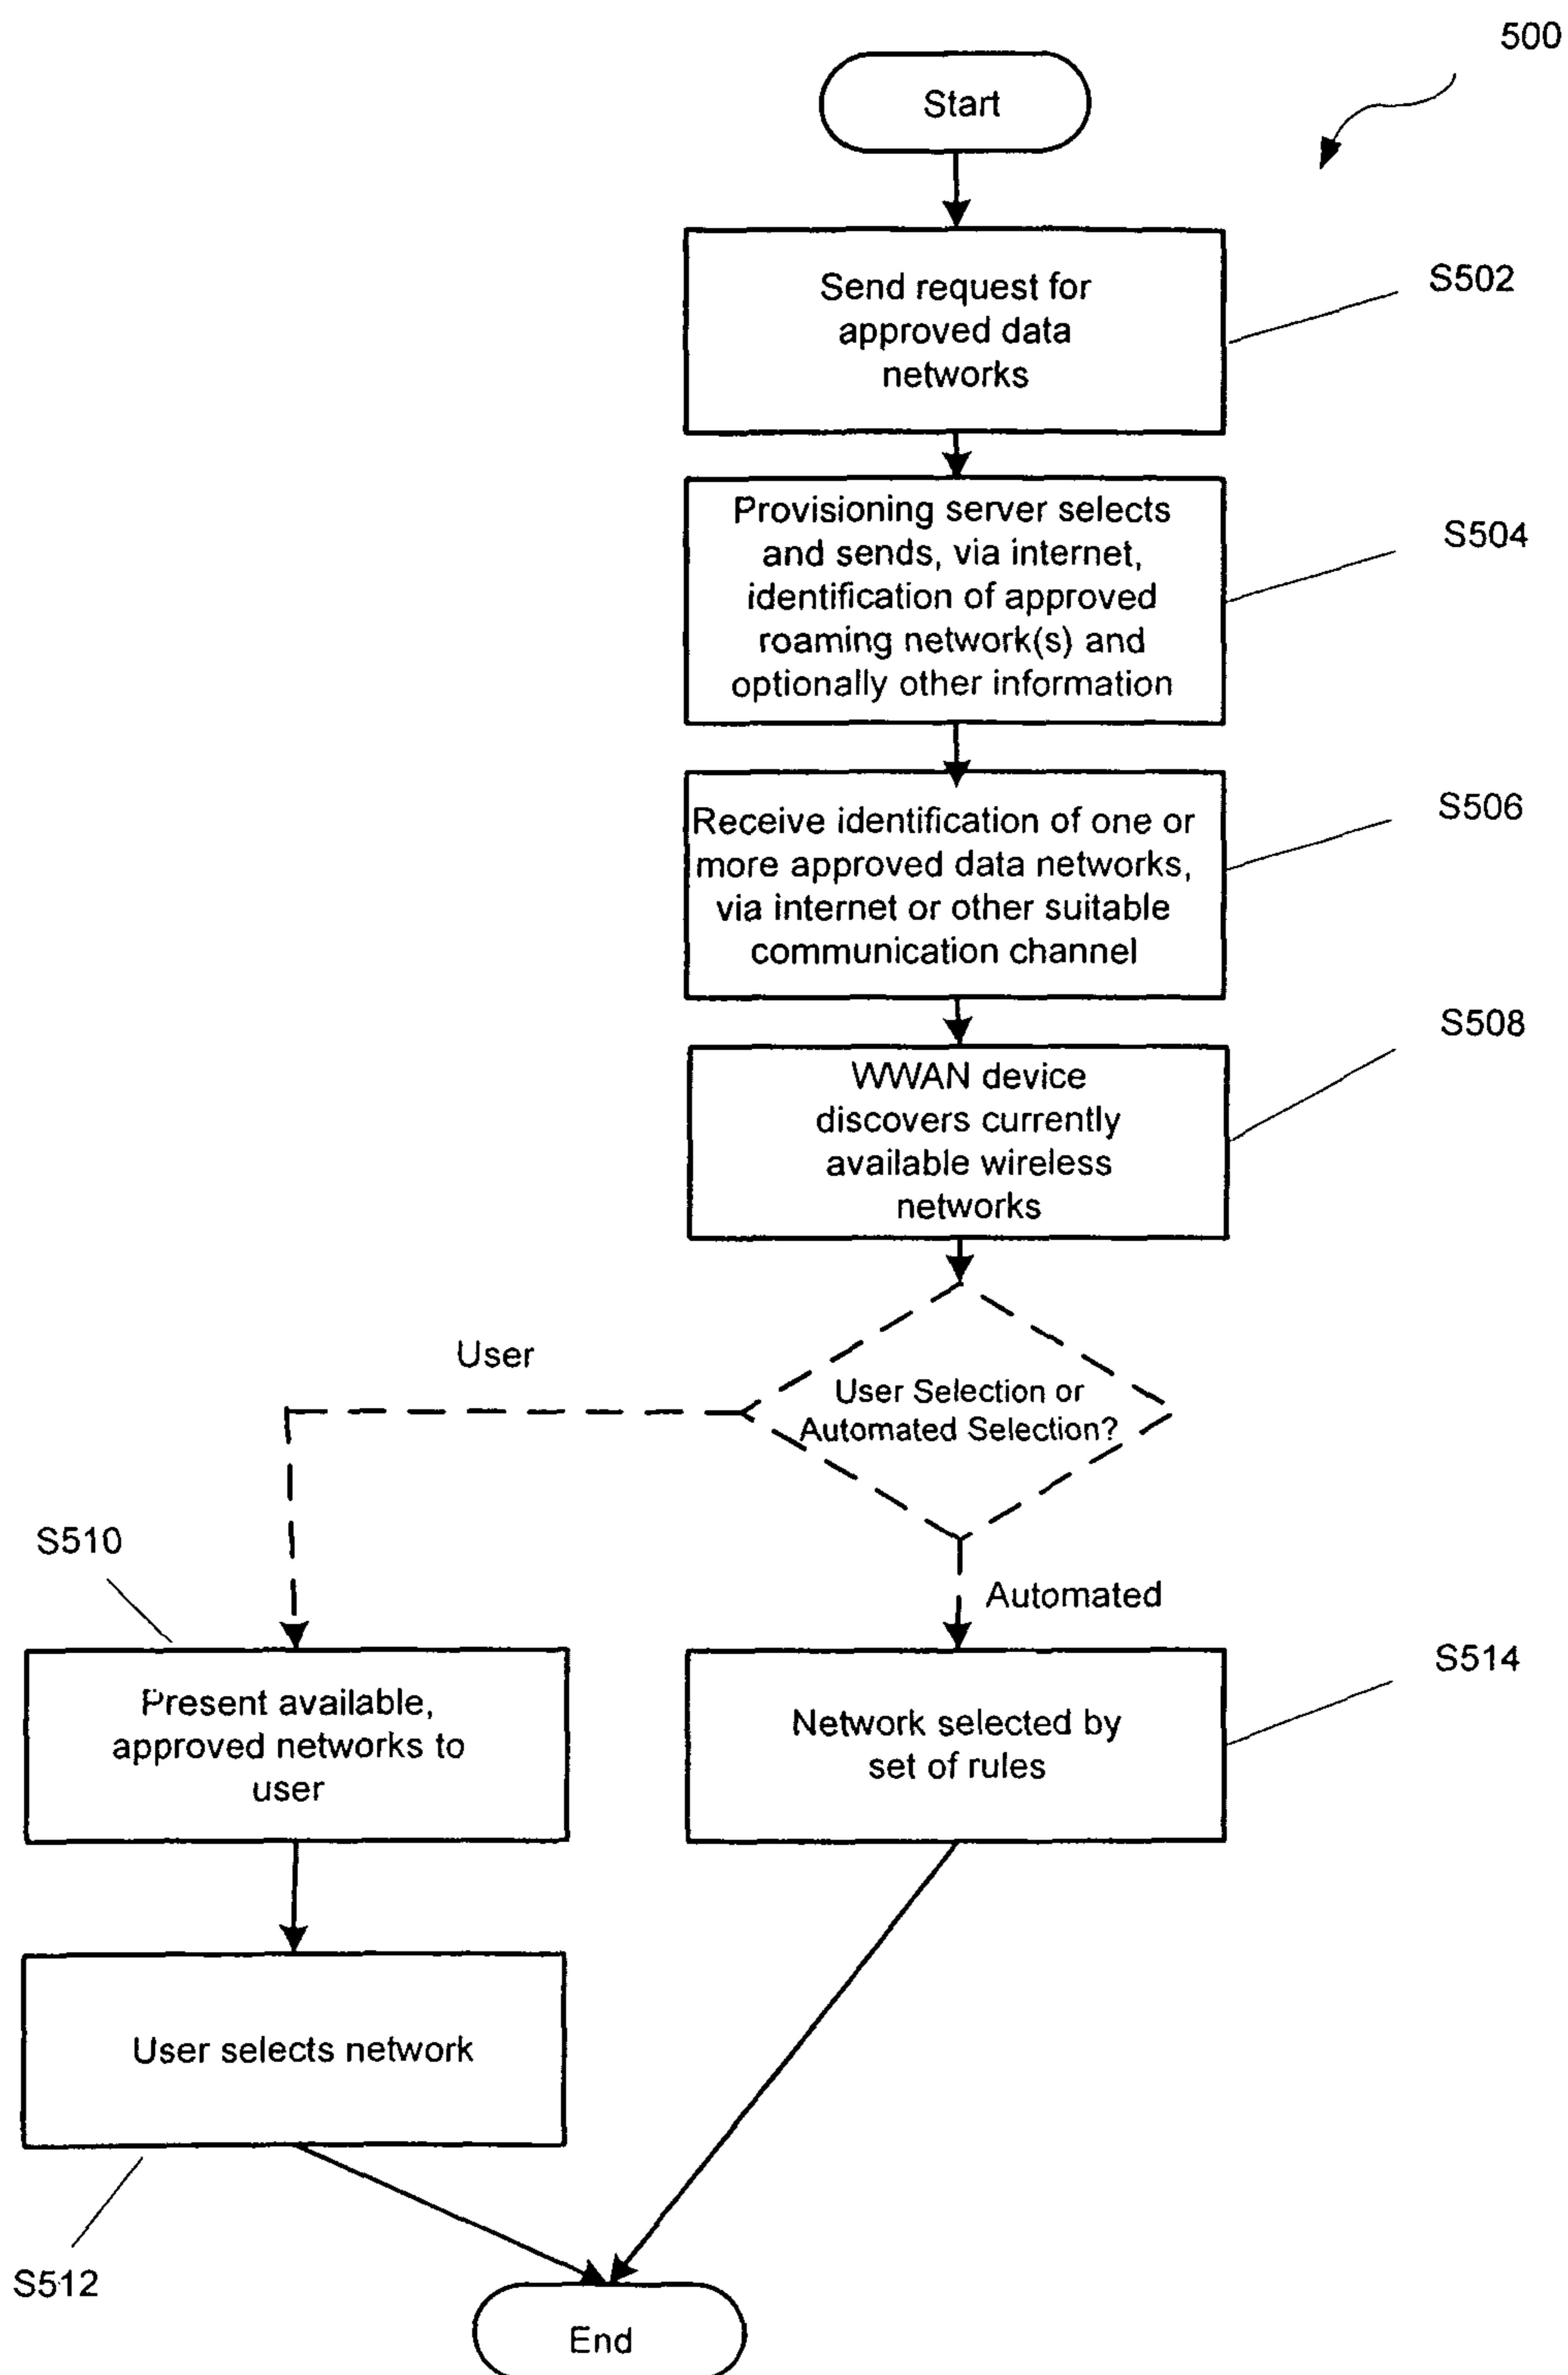 500
Start
Send request for
approved data
networks
S502
Provisioning server selects
and sends, via internet,
identification of approved
roaming network(s) and
optionally other information
S504
Receive identification of one or
more approved data networks,
via internet or other suitable
communication channel
S506
WWAN device
discovers currently
available wireless
networks
S508
User Selection or
Automated Selection?
User
Automated
S510
Present available,
approved networks to
user
Network selected by
set of rules
S514
User selects network
S512
End